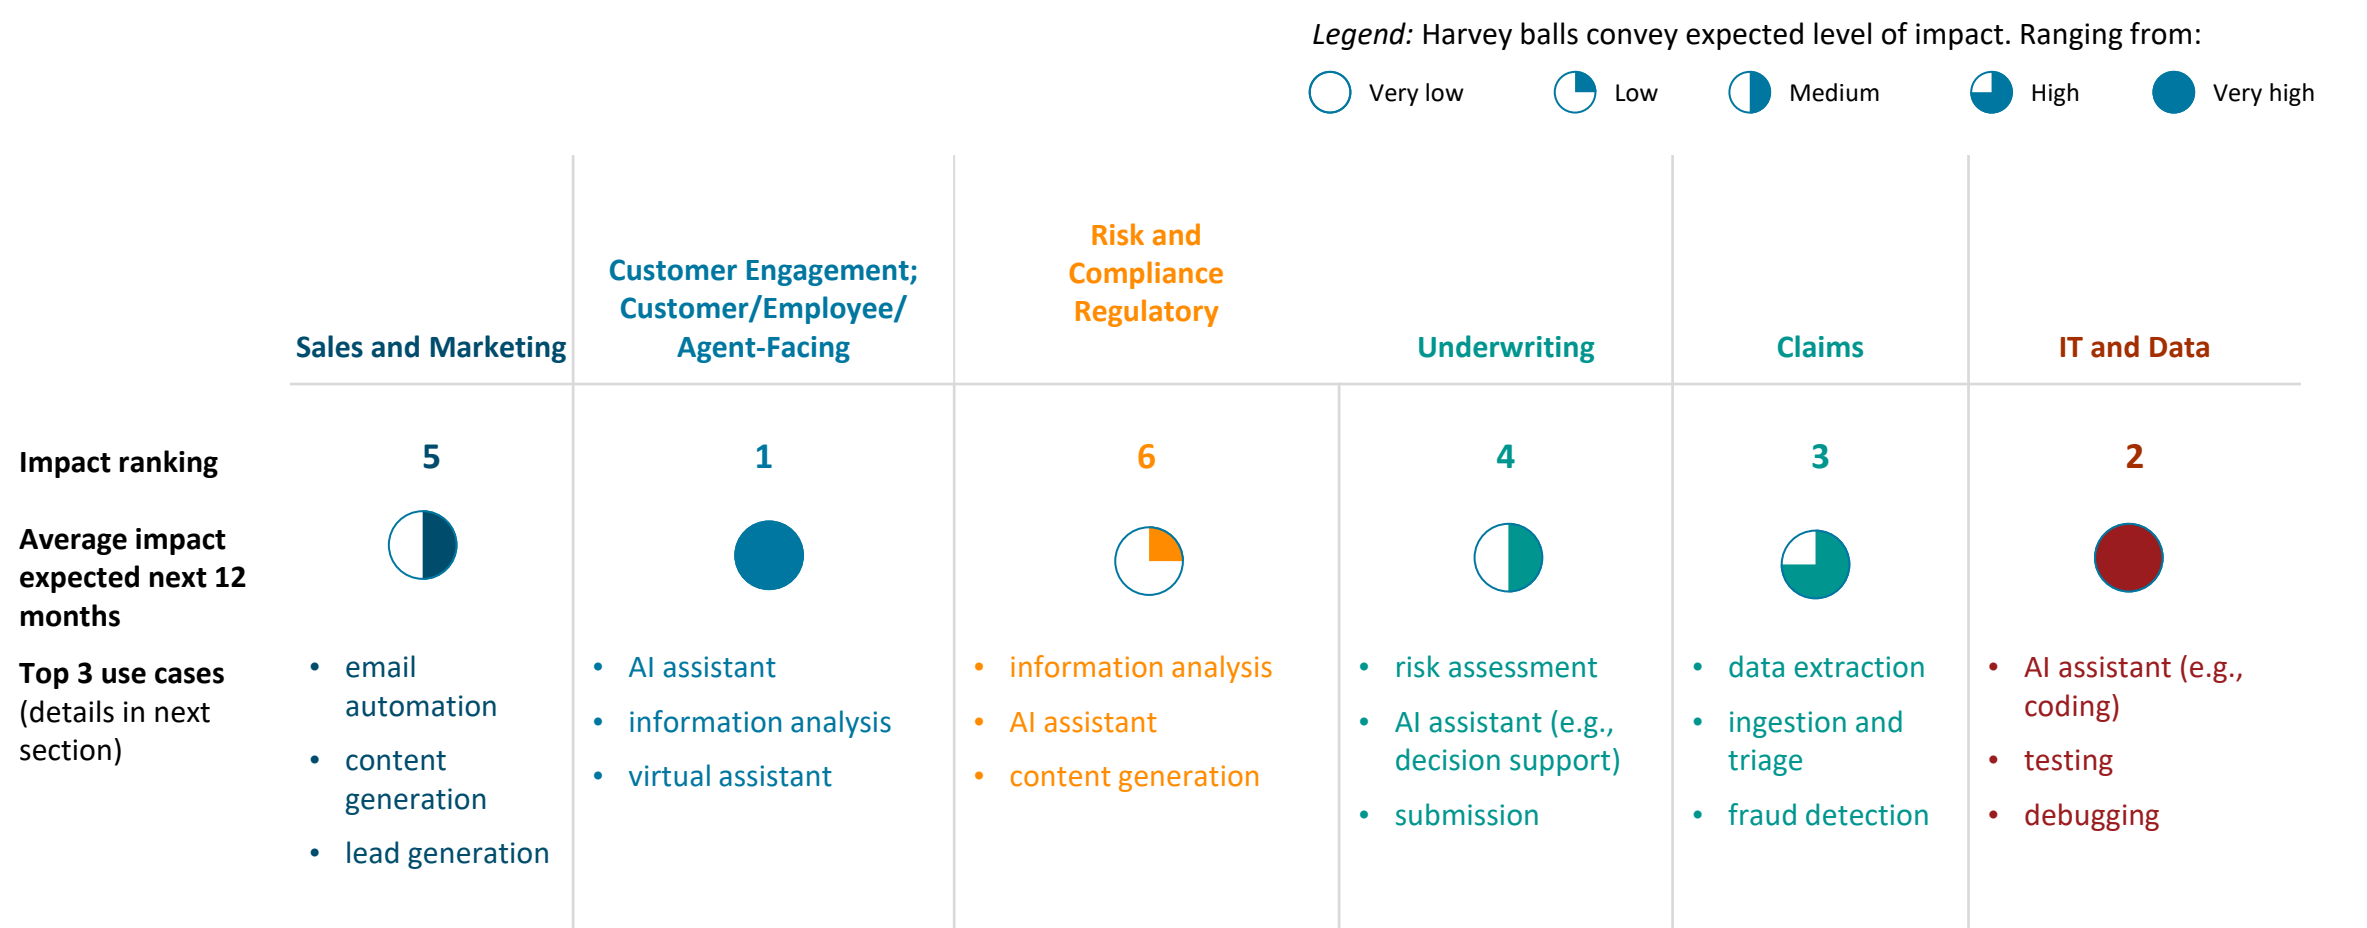 Legend: Harvey balls convey expected level of impact. Ranging from:
Very low
Low
Medium
High
Very high
Sales and Marketing
Customer Engagement;
Customer/Employee/
Agent-Facing
Risk and
Compliance
Regulatory
Underwriting
Claims
IT and Data
Impact ranking
5
1
6
4
3
2
Average impact
expected next 12
months
Top 3 use cases
(details in next
section)
• email
automation
• content
generation
• lead generation
• AI assistant
• information analysis
• virtual assistant
• information analysis
• AI assistant
• content generation
• risk assessment
• AI assistant (e.g.,
decision support)
• submission
• data extraction
• ingestion and
triage
• fraud detection
• AI assistant (e.g.,
coding)
• testing
• debugging